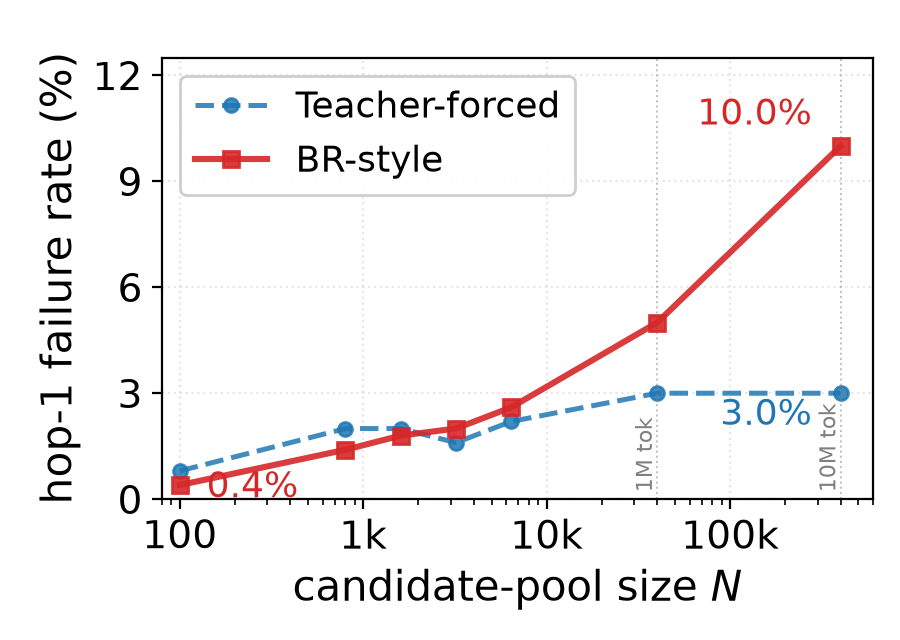 hop-1 failure rate (%)
12
9
6
3
0
Teacher-forced
BR-style
10.0%
3.0%
0.4%
1M tok
10M tok
100
1k
10k
100k
candidate-pool size N